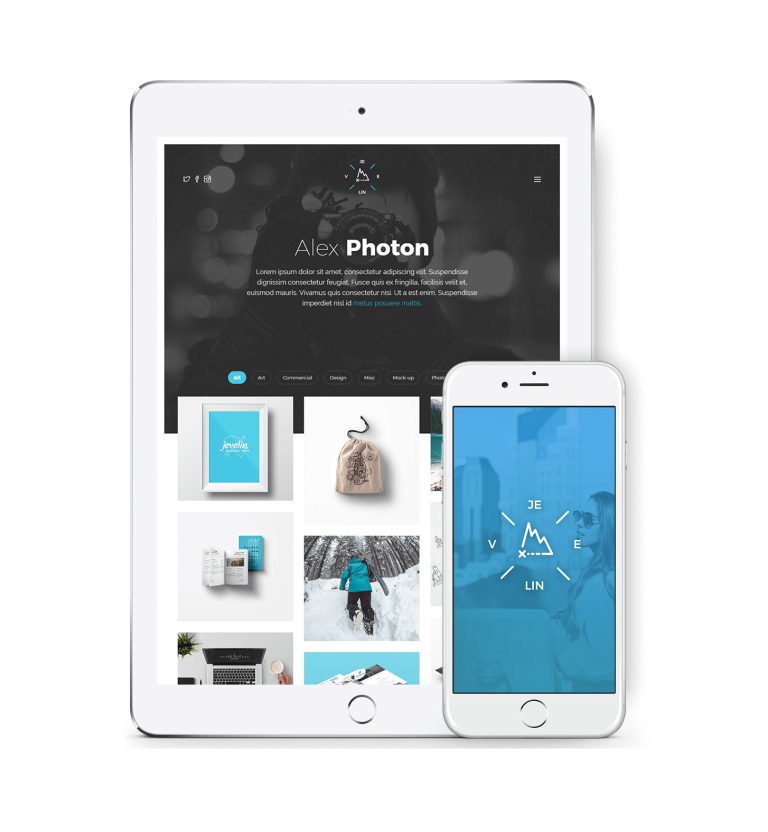 JE
V E
LIN
Alex Photon
Lorem ipsum dolor sit amet, consectetur adipiscing elit. Suspendisse
dignissim consectetur feugiat. Fusce quis ex fringilla, facilisis velit et,
euismod mauris. Vivamus quis consectetur nisi. Ut a est enim. Suspendisse
imperdiet nisl id metus posuere mattis.
All Art Commercial Design Misc Mock-up Photo
jevelin
JE
V E
LIN